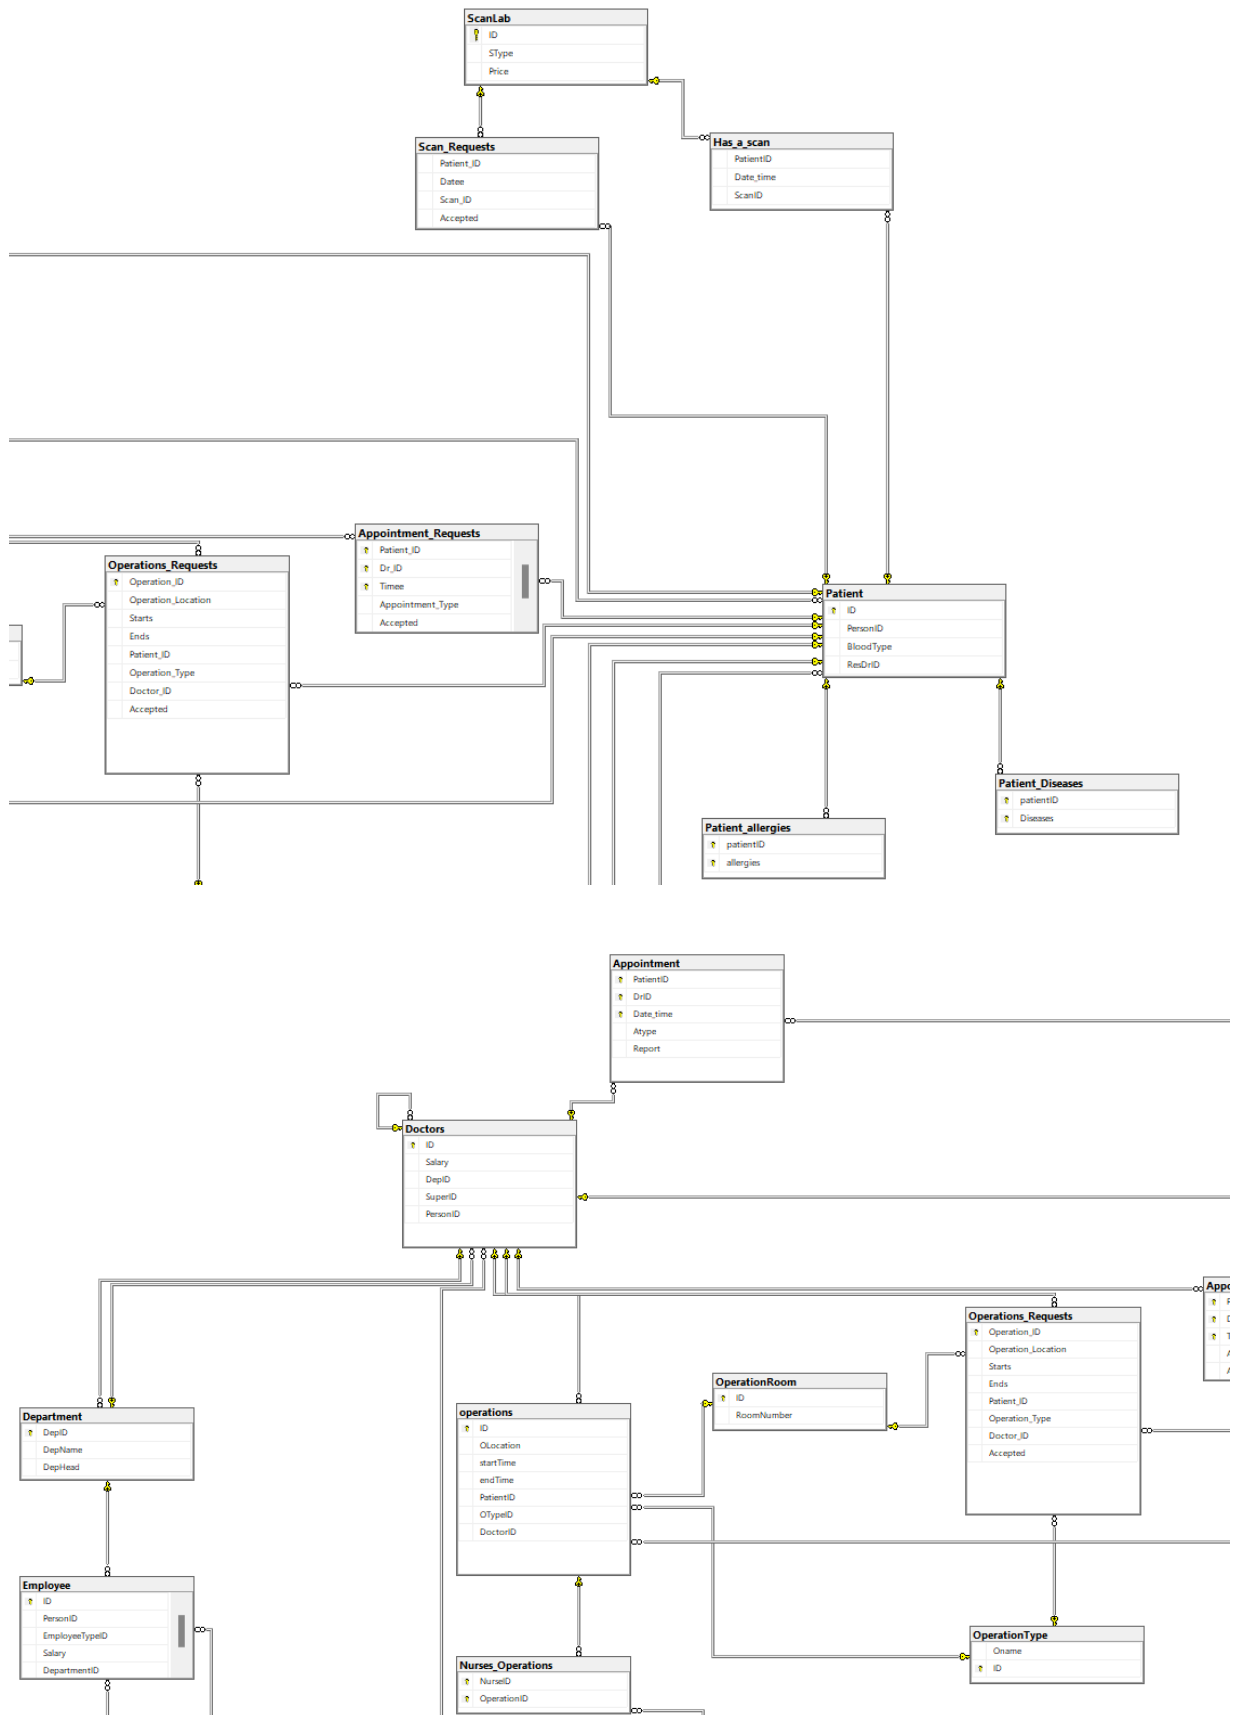 ScanLab
ID
SType
Price
Scan_Requests
Patient_ID
Datee
Scan_ID
Accepted
Has_a_scan
PatientID
Date_time
ScanID
Operations_Requests
Operation_ID
Operation_Location
Starts
Ends
Patient_ID
Operation_Type
Doctor_ID
Accepted
Appointment_Requests
Patient_ID
Dr_ID
Timee
Appointment_Type
Accepted
Patient
ID
PersonID
BloodType
ResDrID
Patient_allergies
patientID
allergies
Patient_Diseases
patientID
Diseases
Appointment
PatientID
DrID
Date_time
Atype
Report
Doctors
ID
Salary
DepID
SuperID
PersonID
Department
DepID
DepName
DepHead
Employee
ID
PersonID
EmployeeTypeID
Salary
DepartmentID
operations
ID
OLocation
startTime
endTime
PatientID
OTypeID
DoctorID
Nurses_Operations
NurseID
OperationID
OperationRoom
ID
RoomNumber
Operations_Requests
Operation_ID
Operation_Location
Starts
Ends
Patient_ID
Operation_Type
Doctor_ID
Accepted
OperationType
Oname
ID